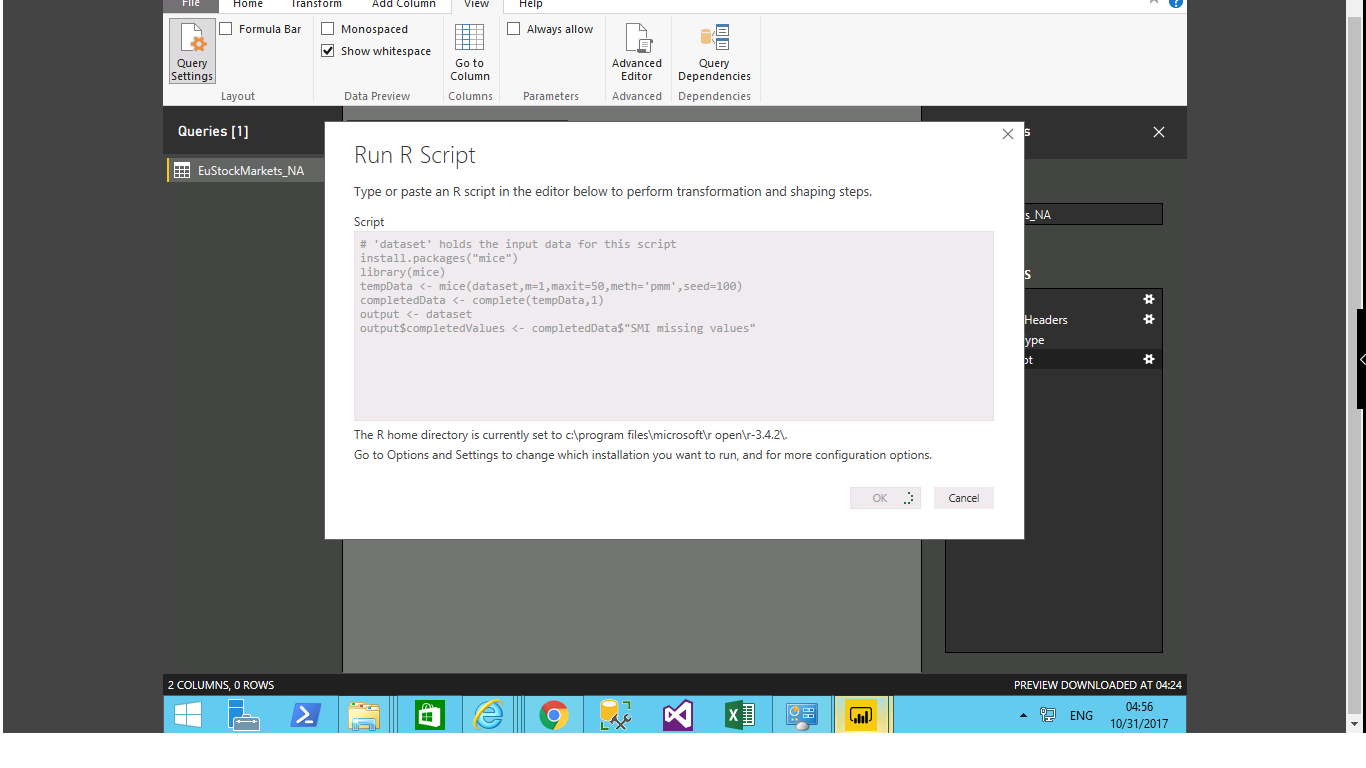 File Home Transform Add Column View Help
Query Settings
Formula Bar
Layout
Monospaced
Show whitespace
Data Preview
Go to Column
Columns
Always allow
Parameters
Advanced Editor
Advanced
Query Dependencies
Dependencies
Queries [1]
EuStockMarkets_NA
Run R Script
Type or paste an R script in the editor below to perform transformation and shaping steps.
Script
# 'dataset' holds the input data for this script
install.packages("mice")
library(mice)
tempData <- mice(dataset,m=1,maxit=50,meth='pmm',seed=100)
completedData <- complete(tempData,1)
output <- dataset
output$completedValues <- completedData$"SMI missing values"
The R home directory is currently set to c:\program files\microsoft\r open\r-3.4.2\.
Go to Options and Settings to change which installation you want to run, and for more configuration options.
OK
Cancel
s
s_NA
S
Headers
ype
pt
2 COLUMNS, 0 ROWS
PREVIEW DOWNLOADED AT 04:24
ENG
04:56
10/31/2017